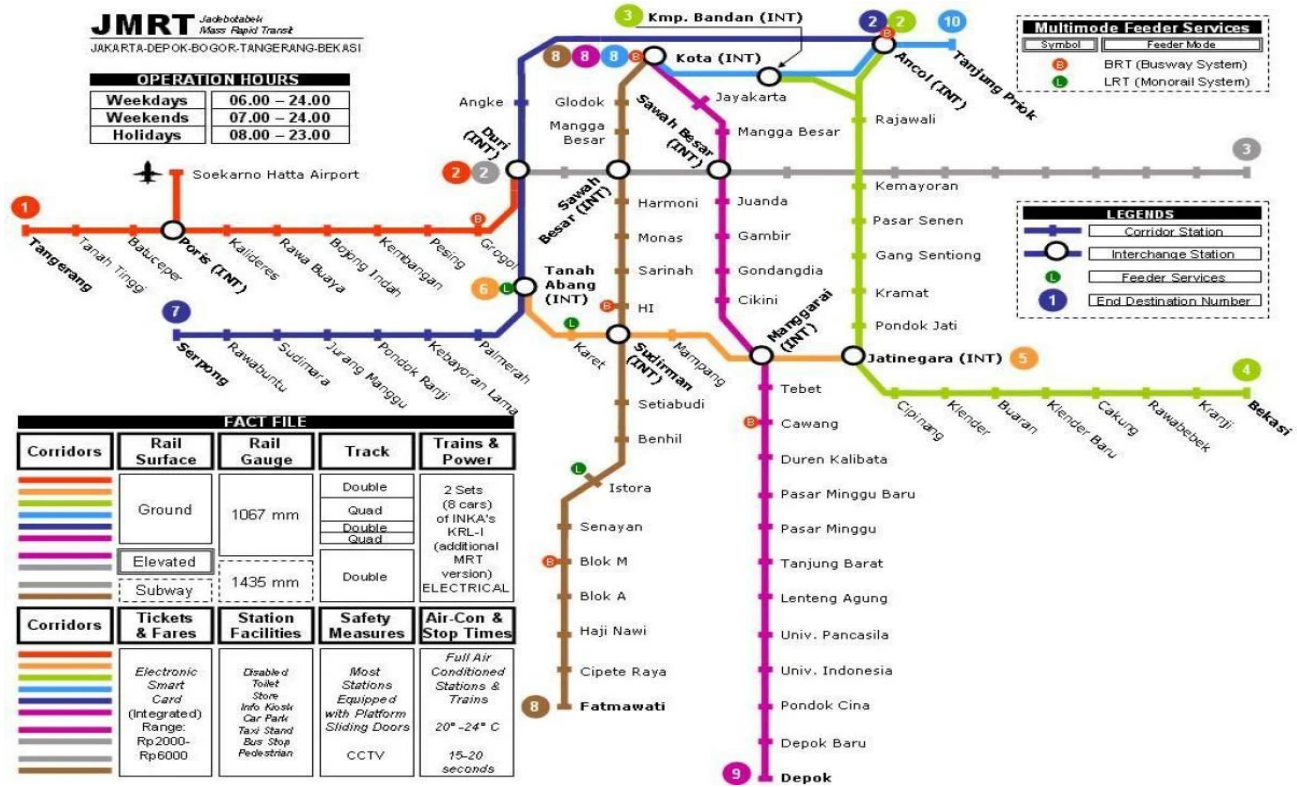 JMRT
Jadebotabek
Mass Rapid Transit
JAKARTA-DEPOK-BOGOR-TANGERANG-BEKASI
OPERATION HOURS
Weekdays 06.00 – 24.00
Weekends 07.00 – 24.00
Holidays 08.00 – 23.00
3 Kmp. Bandan (INT)
2 2
10
8 8 8 B Kota (INT)
B
Ancol (INT)
Tanjung Priok
Multimode Feeder Services
Symbol Feeder Mode
B BRT (Busway System)
L LRT (Monorail System)
Angke
Duri (INT)
Glodok
Mangga Besar
Jayakarta
Sawah Besar (INT)
Mangga Besar
Rajawali
2 2
3
Soekarno Hatta Airport
Sawah Besar (INT)
Harmoni
Monas
Sarinah
B HI
Juanda
Gambir
Gondangdia
Cikini
Kemayoran
Pasar Senen
Gang Sentiong
Kramat
Pondok Jati
LEGENDS
Corridor Station
Interchange Station
L Feeder Services
1 End Destination Number
1
Tangerang
Tanah Tinggi
Batuceper
Poris (INT)
Kalideres
Rawa Buaya
Bojong Indah
Kembangan
Pesing
B
Grogol
6 L
Tanah Abang (INT)
7
Serpong
Rawabuntu
Sudimara
Jurang Manggu
Pondok Ranji
Kebayoran Lama
Palmerah
L
Karet
Sudirman (INT)
Mampang
Manggarai (INT)
Jatinegara (INT) 5
4
Cipinang
Klender
Buaran
Klender Baru
Cakung
Rawabebek
Kranji
Bekasi
Setiabudi
Benhil
L
Istora
Senayan
B Blok M
Blok A
Haji Nawi
Cipete Raya
8 Fatmawati
Tebet
B Cawang
Duren Kalibata
Pasar Minggu Baru
Pasar Minggu
Tanjung Barat
Lenteng Agung
Univ. Pancasila
Univ. Indonesia
Pondok Cina
Depok Baru
9 Depok
FACT FILE
Corridors
Rail Surface
Rail Gauge
Track
Trains & Power
Ground
Elevated
Subway
1067 mm
1435 mm
Double
Quad
Double
Quad
Double
2 Sets
(8 cars)
of INKA's
KRL-I
(additional
MRT
version)
ELECTRICAL
Corridors
Tickets & Fares
Station Facilities
Safety Measures
Air-Con & Stop Times
Electronic
Smart
Card
(Integrated)
Range:
Rp2000-
Rp6000
Disabled
Toilet
Store
Info Kiosk
Car Park
Taxi Stand
Bus Stop
Pedestrian
Most
Stations
Equipped
with Platform
Sliding Doors
CCTV
Full Air
Conditioned
Stations &
Trains
20° -24° C
15-20
seconds